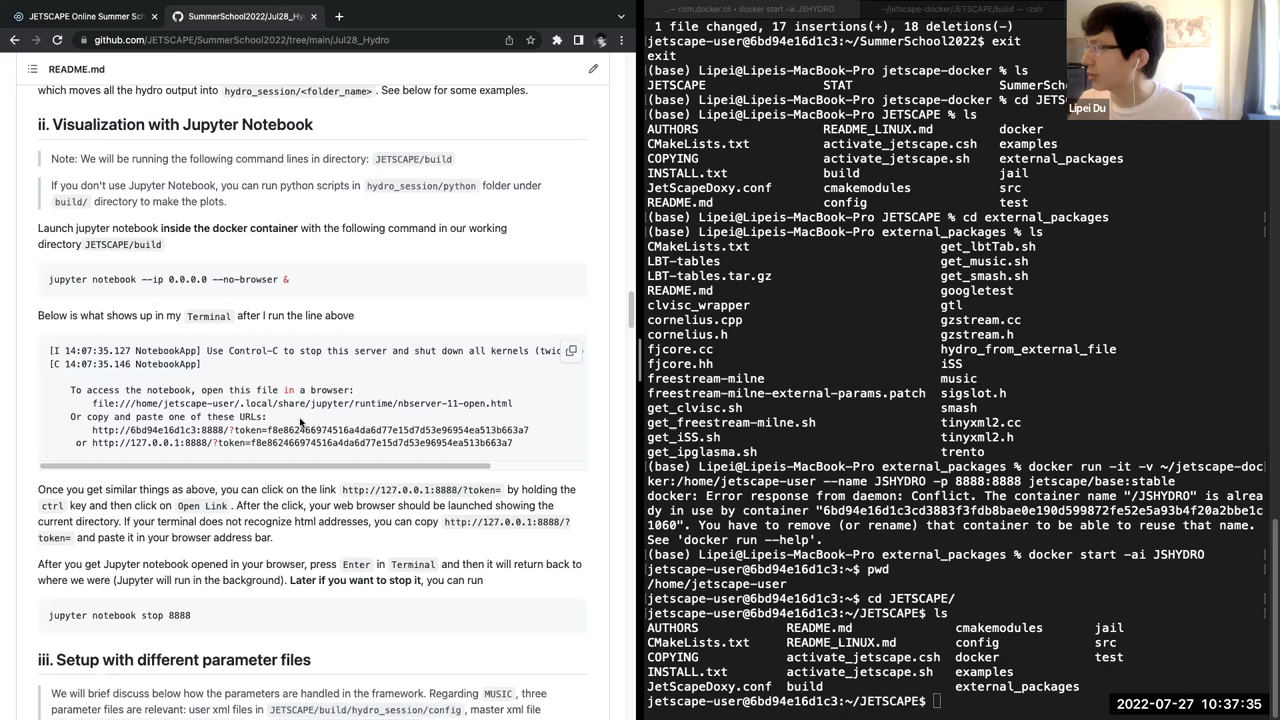 JETSCAPE Online Summer Sch
SummerSchool2022/Jul28_Hy
github.com/JETSCAPE/SummerSchool2022/tree/main/Jul28_Hydro
README.md
which moves all the hydro output into hydro_session/<folder_name> . See below for some examples.
ii. Visualization with Jupyter Notebook
Note: We will be running the following command lines in directory: JETSCAPE/build
If you don't use Jupyter Notebook, you can run python scripts in hydro_session/python folder under
build/ directory to make the plots.
Launch jupyter notebook inside the docker container with the following command in our working
directory JETSCAPE/build
jupyter notebook --ip 0.0.0.0 --no-browser &
Below is what shows up in my Terminal after I run the line above
[I 14:07:35.127 NotebookApp] Use Control-C to stop this server and shut down all kernels (twic
[C 14:07:35.146 NotebookApp]
To access the notebook, open this file in a browser:
file:///home/jetscape-user/.local/share/jupyter/runtime/nbserver-11-open.html
Or copy and paste one of these URLs:
http://6bd94e16d1c3:8888/?token=f8e862466974516a4da6d77e15d7d53e96954ea513b663a7
or http://127.0.0.1:8888/?token=f8e862466974516a4da6d77e15d7d53e96954ea513b663a7
Once you get similar things as above, you can click on the link http://127.0.0.1:8888/?token= by holding the
ctrl key and then click on Open Link . After the click, your web browser should be launched showing the
current directory. If your terminal does not recognize html addresses, you can copy http://127.0.0.1:8888/?
token= and paste it in your browser address bar.
After you get Jupyter notebook opened in your browser, press Enter in Terminal and then it will return back to
where we were (Jupyter will run in the background). Later if you want to stop it, you can run
jupyter notebook stop 8888
iii. Setup with different parameter files
We will brief discuss below how the parameters are handled in the framework. Regarding MUSIC , three
parameter files are relevant: user xml files in JETSCAPE/build/hydro_session/config , master xml file
... — com.docker.cli • docker start -ai JSHYDRO
~/jetscape-docker/JETSCAPE/build — -zsh
1 file changed, 17 insertions(+), 18 deletions(-)
jetscape-user@6bd94e16d1c3:~/SummerSchool2022$ exit
exit
(base) Lipei@Lipeis-MacBook-Pro jetscape-docker % ls
JETSCAPE STAT SummerSch
(base) Lipei@Lipeis-MacBook-Pro jetscape-docker % cd JETS
(base) Lipei@Lipeis-MacBook-Pro JETSCAPE % ls
AUTHORS README_LINUX.md docker
CMakeLists.txt activate_jetscape.csh examples
COPYING activate_jetscape.sh external_packages
INSTALL.txt build jail
JetScapeDoxy.conf cmakemodules src
README.md config test
(base) Lipei@Lipeis-MacBook-Pro JETSCAPE % cd external_packages
(base) Lipei@Lipeis-MacBook-Pro external_packages % ls
CMakeLists.txt get_lbtTab.sh
LBT-tables get_music.sh
LBT-tables.tar.gz get_smash.sh
README.md googletest
clvisc_wrapper gtl
cornelius.cpp gzstream.cc
cornelius.h gzstream.h
fjcore.cc hydro_from_external_file
fjcore.hh iSS
freestream-milne music
freestream-milne-external-params.patch sigslot.h
get_clvisc.sh smash
get_freestream-milne.sh tinyxml2.cc
get_iSS.sh tinyxml2.h
get_ipglasma.sh trento
(base) Lipei@Lipeis-MacBook-Pro external_packages % docker run -it -v ~/jetscape-doc
ker:/home/jetscape-user --name JSHYDRO -p 8888:8888 jetscape/base:stable
docker: Error response from daemon: Conflict. The container name "/JSHYDRO" is alrea
dy in use by container "6bd94e16d1c3cd3883f3fdb8bae0e190d599872fe52e5a93b4f20a2bbe1c
1060". You have to remove (or rename) that container to be able to reuse that name.
See 'docker run --help'.
(base) Lipei@Lipeis-MacBook-Pro external_packages % docker start -ai JSHYDRO
jetscape-user@6bd94e16d1c3:~$ pwd
/home/jetscape-user
jetscape-user@6bd94e16d1c3:~$ cd JETSCAPE/
jetscape-user@6bd94e16d1c3:~/JETSCAPE$ ls
AUTHORS README.md cmakemodules jail
CMakeLists.txt README_LINUX.md config src
COPYING activate_jetscape.csh docker test
INSTALL.txt activate_jetscape.sh examples
JetScapeDoxy.conf build external_packages
jetscape-user@6bd94e16d1c3:~/JETSCAPE$
Lipei Du
2022-07-27 10:37:35